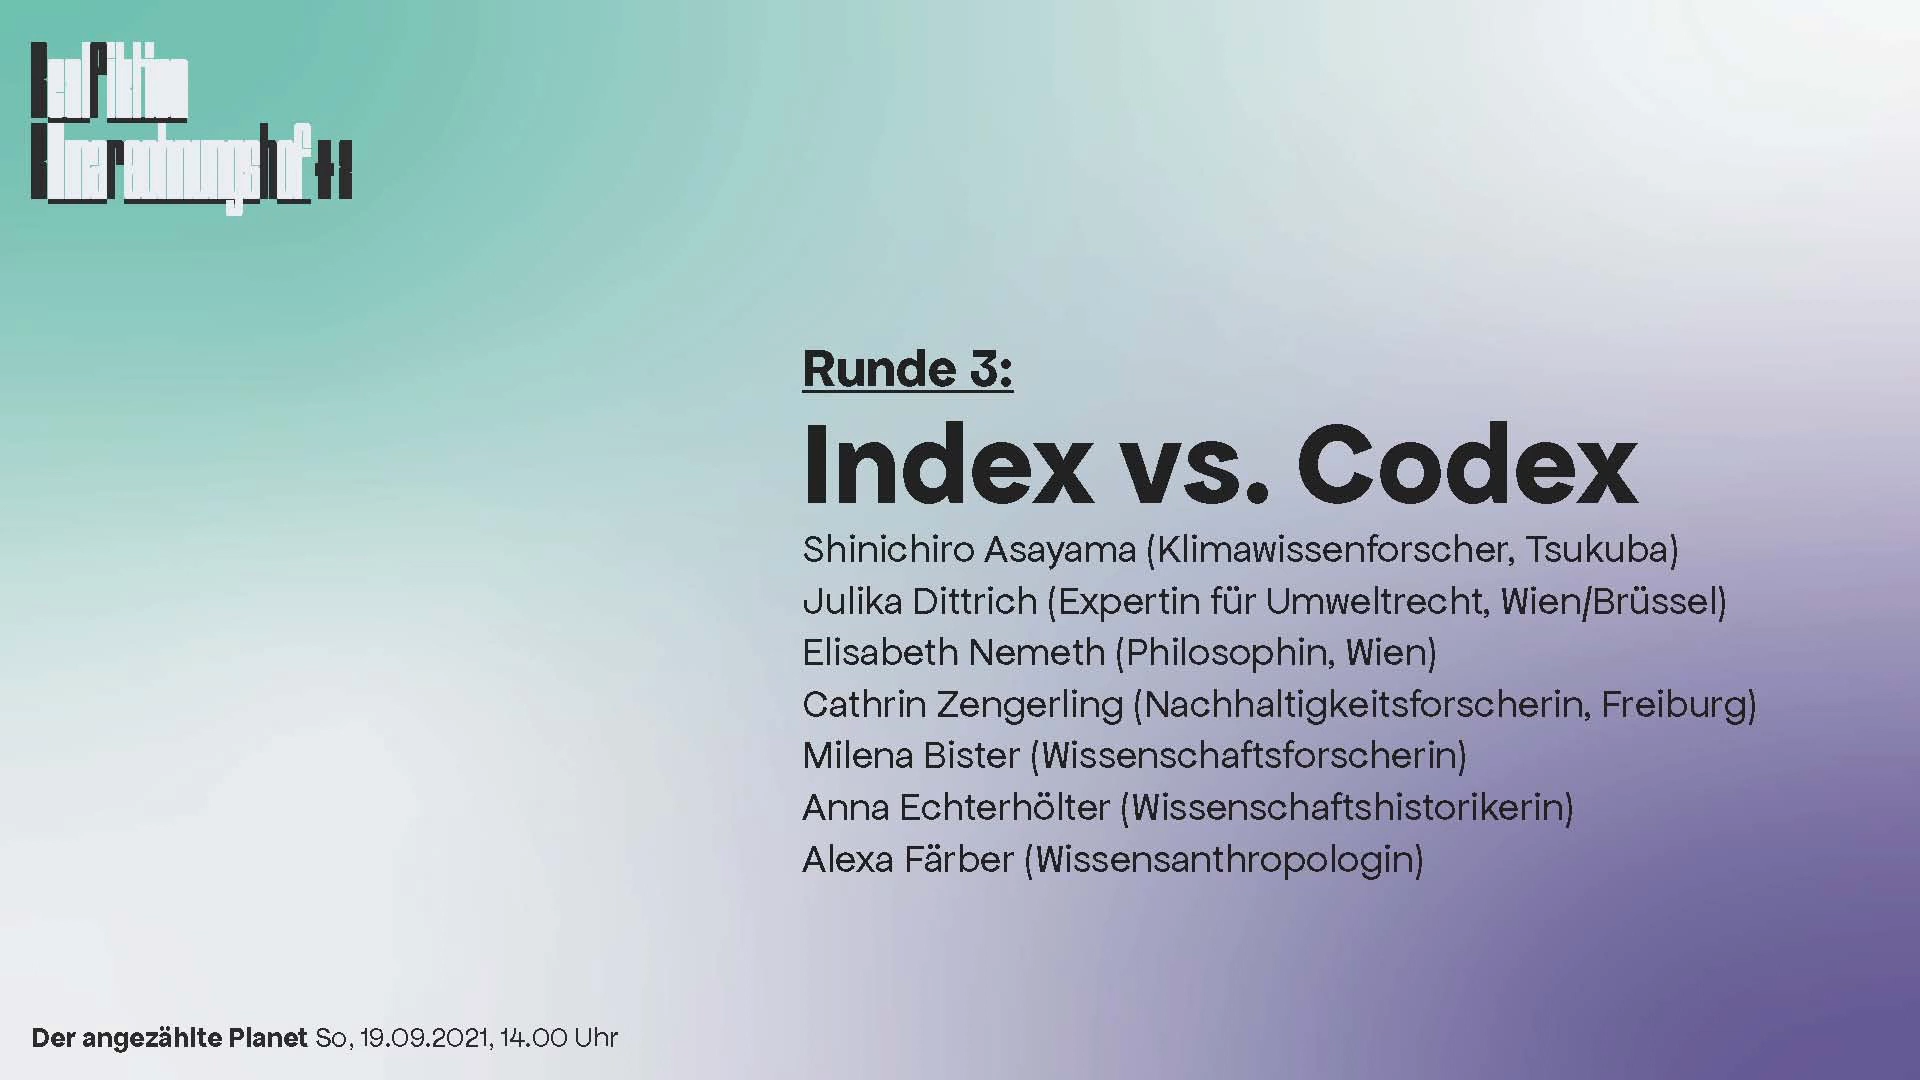 RealFiktion
Klimarechnungshof
Runde 3:
Index vs. Codex
Shinichiro Asayama (Klimawissenforscher, Tsukuba)
Julika Dittrich (Expertin für Umweltrecht, Wien/Brüssel)
Elisabeth Nemeth (Philosophin, Wien)
Cathrin Zengerling (Nachhaltigkeitsforscherin, Freiburg)
Milena Bister (Wissenschaftsforscherin)
Anna Echterhölter (Wissenschaftshistorikerin)
Alexa Färber (Wissensanthropologin)
Der angezählte Planet So, 19.09.2021, 14.00 Uhr